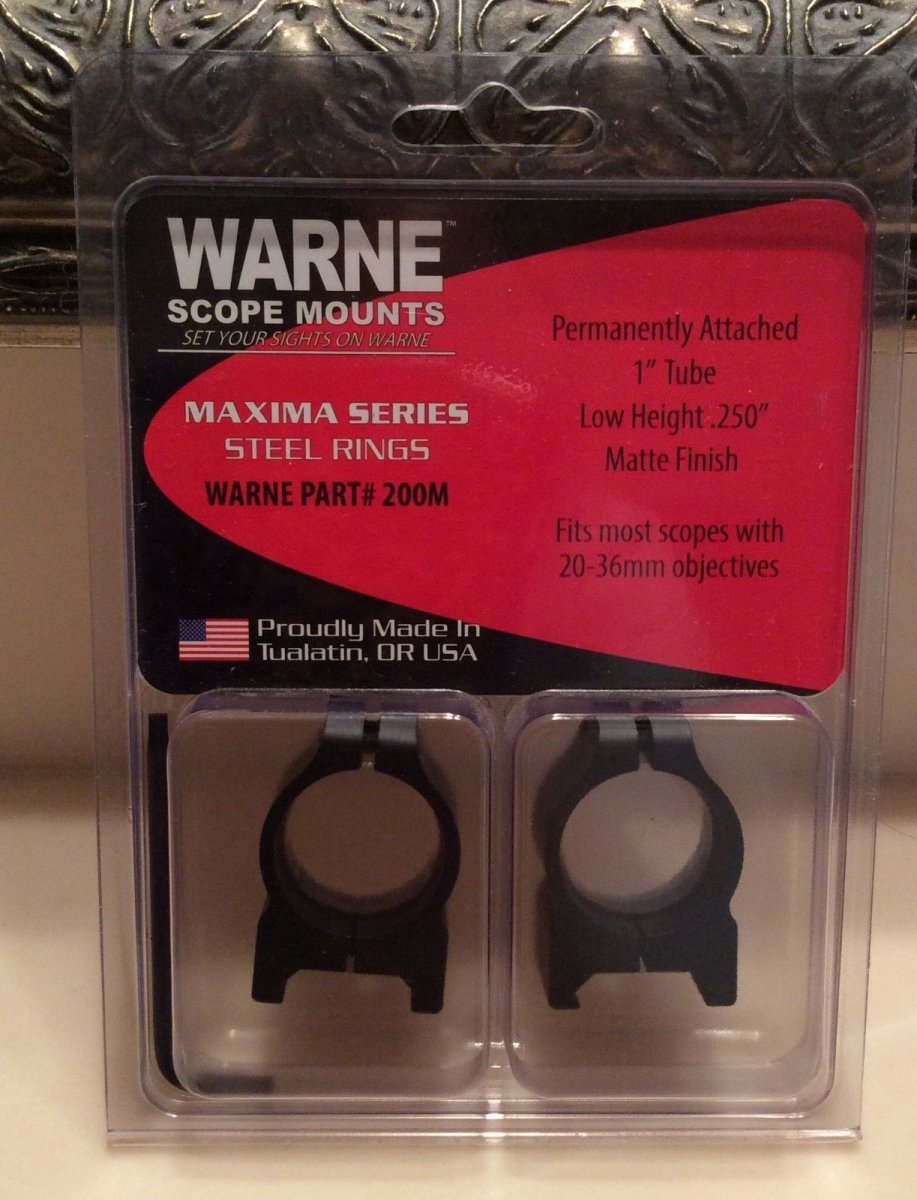 WARNE™
SCOPE MOUNTS
SET YOUR SIGHTS ON WARNE
MAXIMA SERIES
STEEL RINGS
WARNE PART# 200M
Permanently Attached
1” Tube
Low Height .250”
Matte Finish
Fits most scopes with
20-36mm objectives
Proudly Made In
Tualatin, OR USA